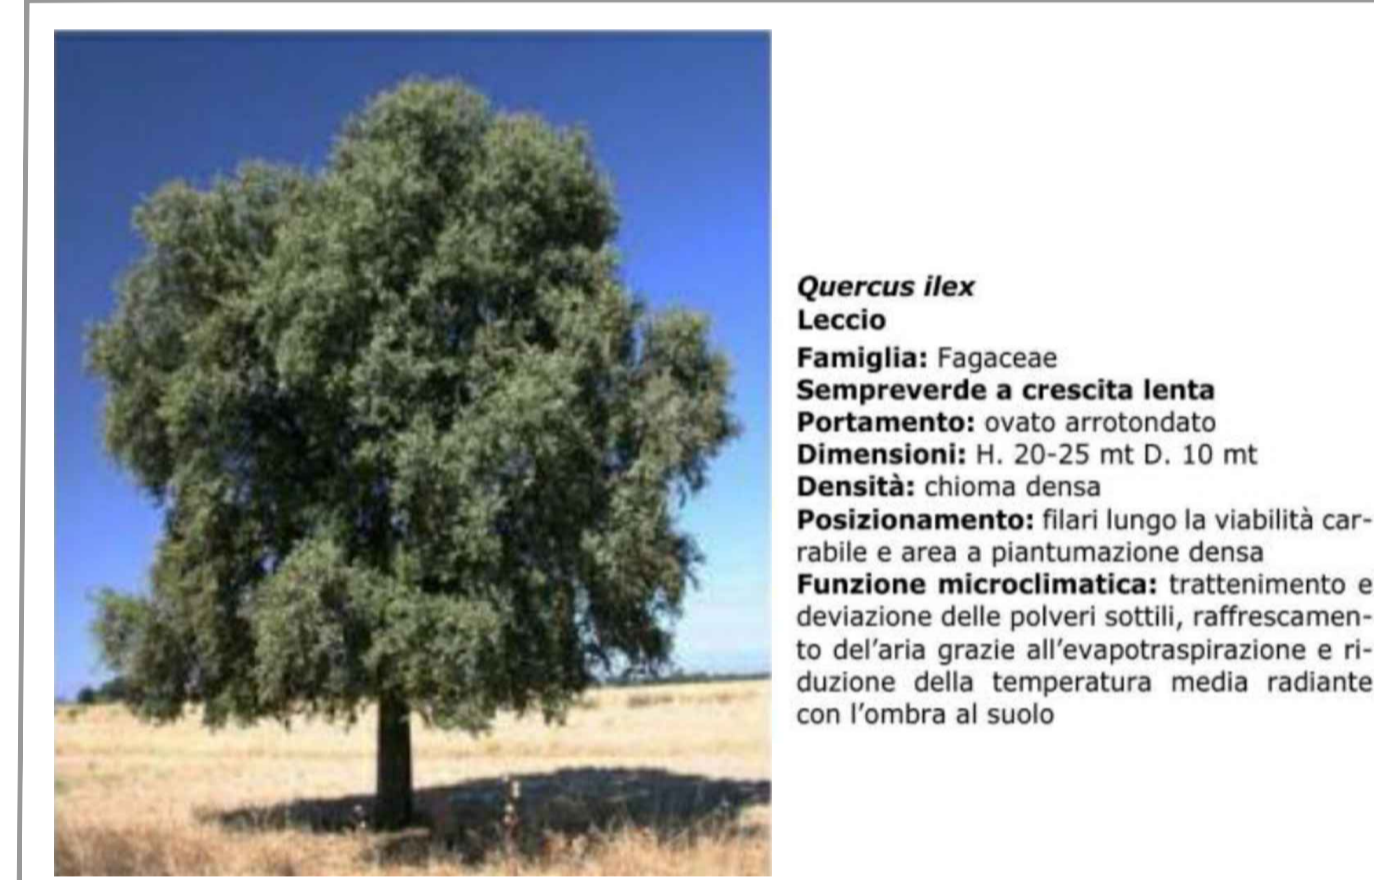 Quercus ilex
Leccio
Famiglia: Fagaceae
Sempreverde a crescita lenta
Portamento: ovato arrotondato
Dimensioni: H. 20-25 mt D. 10 mt
Densità: chioma densa
Posizionamento: filari lungo la viabilità car-
rabile e area a piantumazione densa
Funzione microclimatica: trattenimento e
deviazione delle polveri sottili, raffrescamen-
to del’aria grazie all’evapotraspirazione e ri-
duzione della temperatura media radiante
con l’ombra al suolo